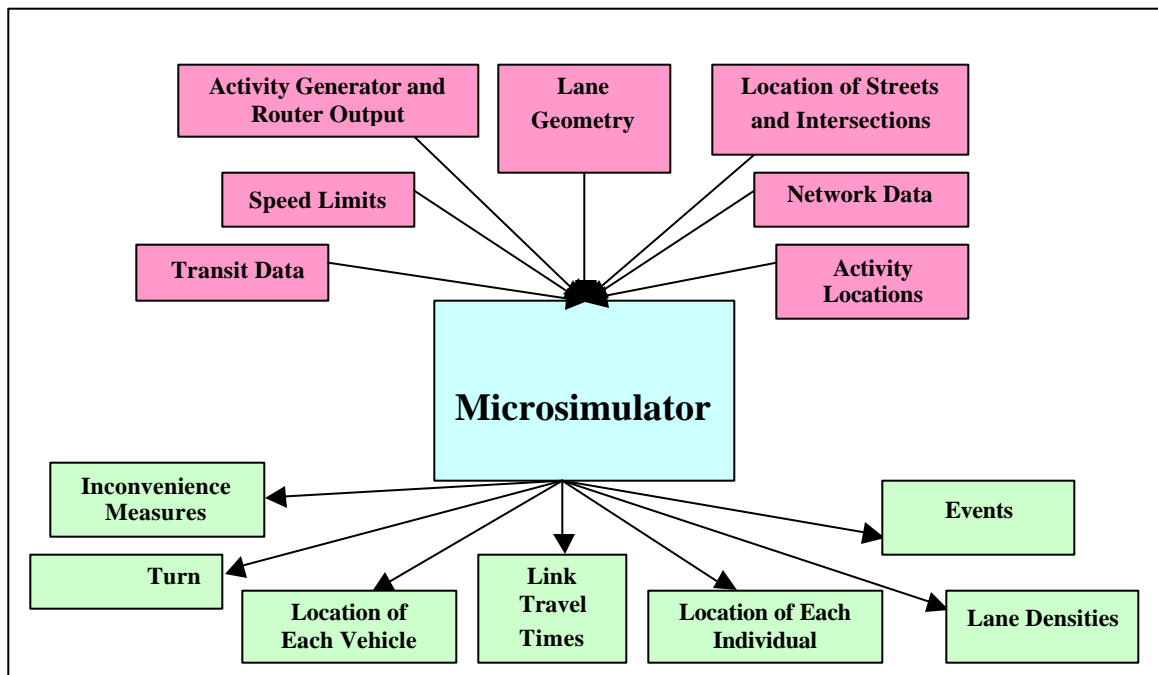 Activity Generator and
Router Output
Lane
Geometry
Location of Streets
and Intersections
Speed Limits
Network Data
Transit Data
Activity
Locations
Microsimulator
Inconvenience
Measures
Events
Turn
Location of
Each Vehicle
Link
Travel
Times
Location of Each
Individual
Lane Densities